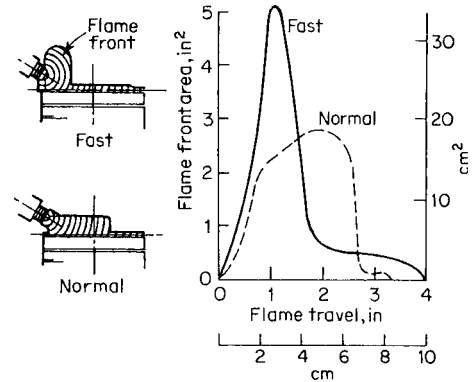 Flame
front
Fast
Normal
Flame front area, in²
5
4
3
2
1
0
Fast
Normal
30
20
10
cm²
0 1 2 3 4
Flame travel, in
2 4 6 8 10
cm